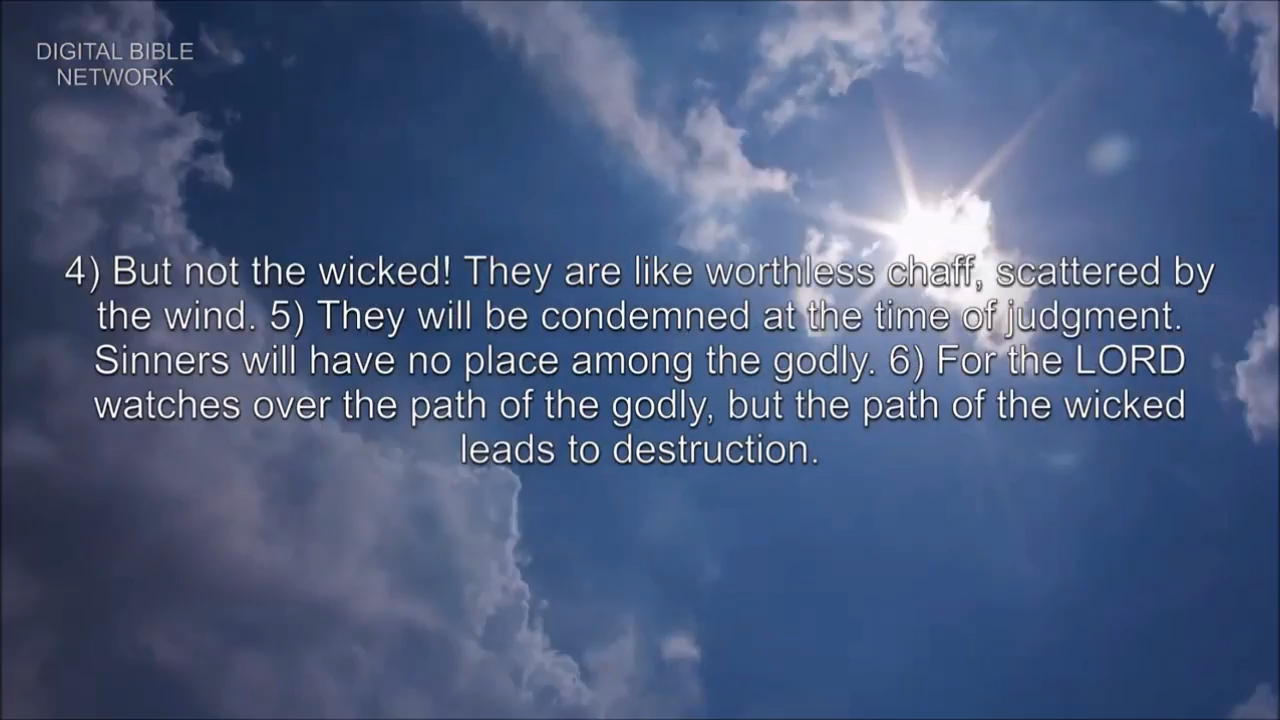 DIGITAL BIBLE
NETWORK
4) But not the wicked! They are like worthless chaff, scattered by
the wind. 5) They will be condemned at the time of judgment.
Sinners will have no place among the godly. 6) For the LORD
watches over the path of the godly, but the path of the wicked
leads to destruction.